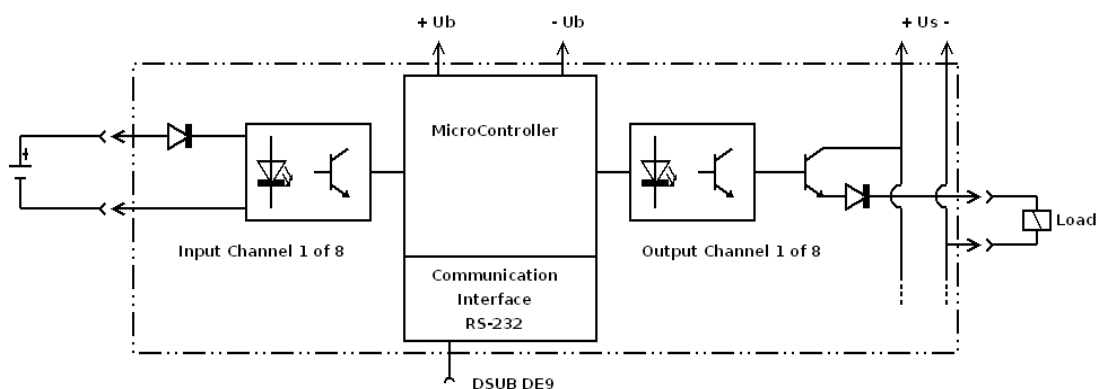 + Ub
- Ub
+ Us -
MicroController
Load
Input Channel 1 of 8
Output Channel 1 of 8
Communication
Interface
RS-232
DSUB DE9